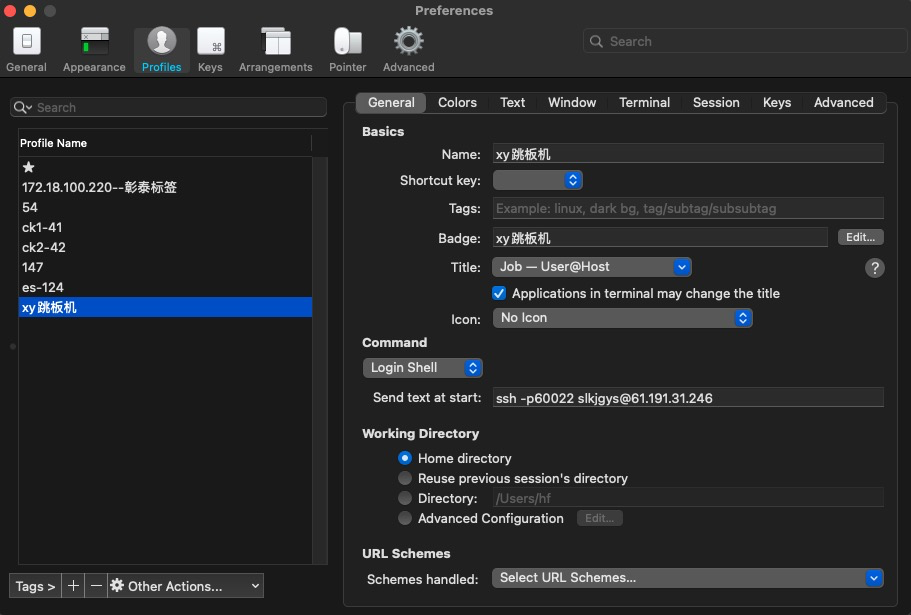 Preferences
General Appearance Profiles Keys Arrangements Pointer Advanced
Search
Search
Profile Name
★
172.18.100.220--彰泰标签
54
ck1-41
ck2-42
147
es-124
xy跳板机
Tags > + − Other Actions...
General Colors Text Window Terminal Session Keys Advanced
Basics
Name: xy跳板机
Shortcut key:
Tags: Example: linux, dark bg, tag/subtag/subsubtag
Badge: xy跳板机 Edit...
Title: Job — User@Host ?
Applications in terminal may change the title
Icon: No Icon
Command
Login Shell
Send text at start: ssh -p60022 slkjgys@61.191.31.246
Working Directory
Home directory
Reuse previous session's directory
Directory: /Users/hf
Advanced Configuration Edit...
URL Schemes
Schemes handled: Select URL Schemes...